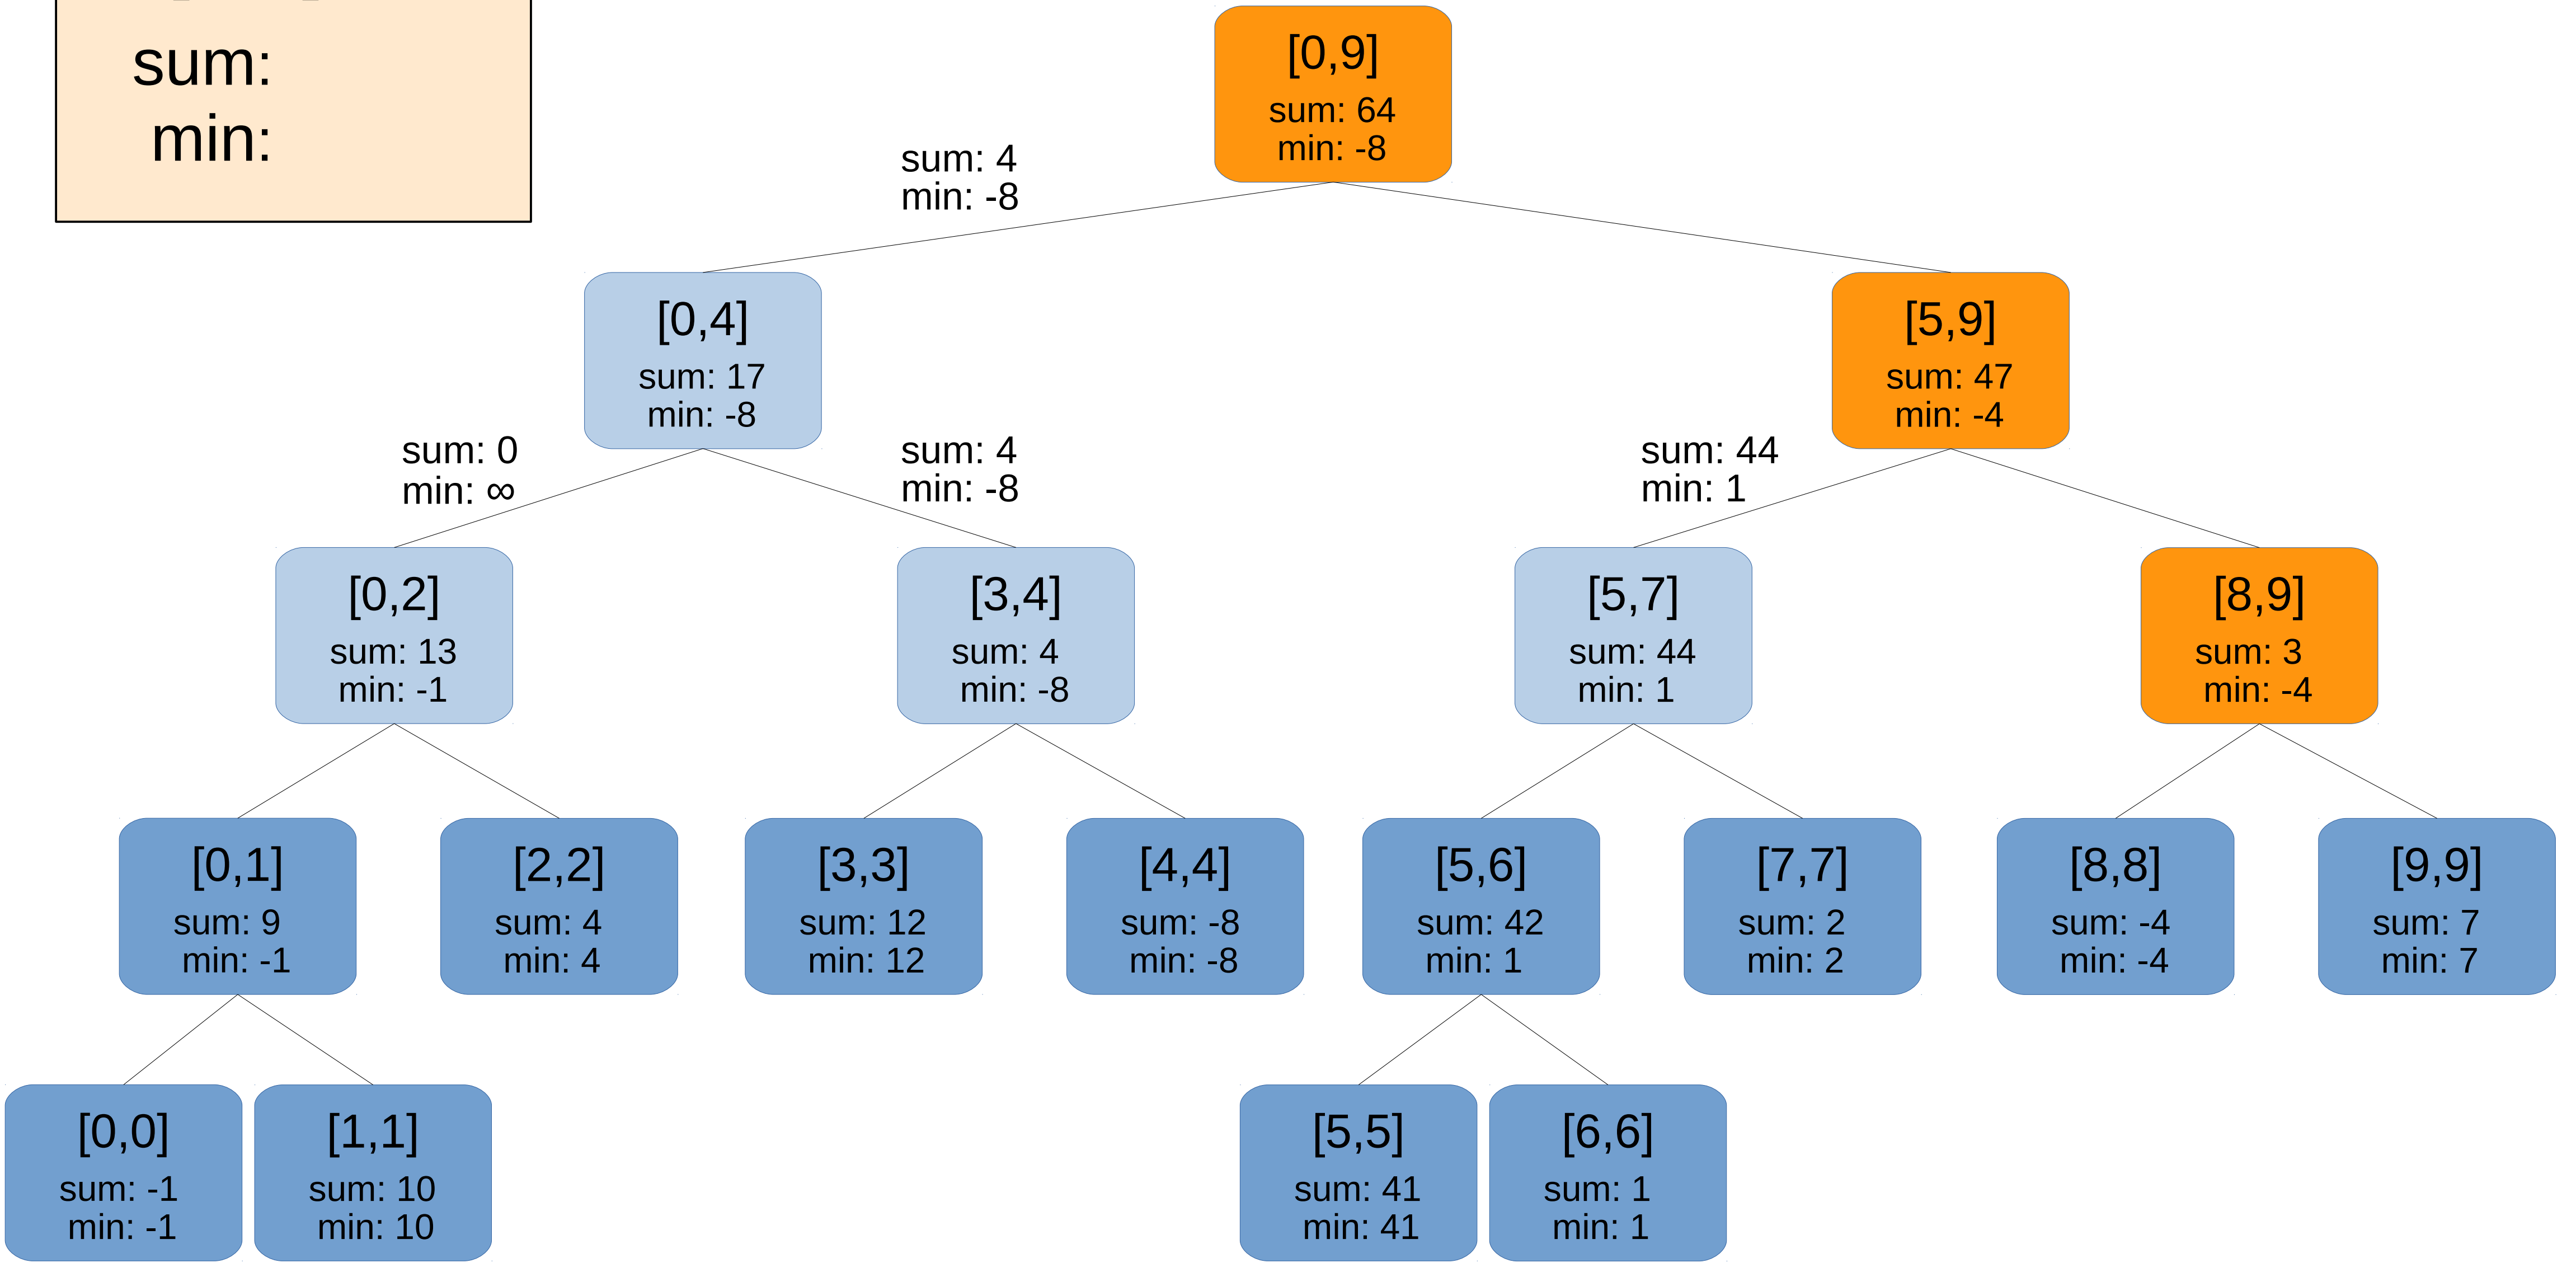 sum:
min:
[0,9]
sum: 64
min: -8
sum: 4
min: -8
[0,4]
sum: 17
min: -8
[5,9]
sum: 47
min: -4
sum: 0
min: ∞
sum: 4
min: -8
sum: 44
min: 1
[0,2]
sum: 13
min: -1
[3,4]
sum: 4
min: -8
[5,7]
sum: 44
min: 1
[8,9]
sum: 3
min: -4
[0,1]
sum: 9
min: -1
[2,2]
sum: 4
min: 4
[3,3]
sum: 12
min: 12
[4,4]
sum: -8
min: -8
[5,6]
sum: 42
min: 1
[7,7]
sum: 2
min: 2
[8,8]
sum: -4
min: -4
[9,9]
sum: 7
min: 7
[0,0]
sum: -1
min: -1
[1,1]
sum: 10
min: 10
[5,5]
sum: 41
min: 41
[6,6]
sum: 1
min: 1